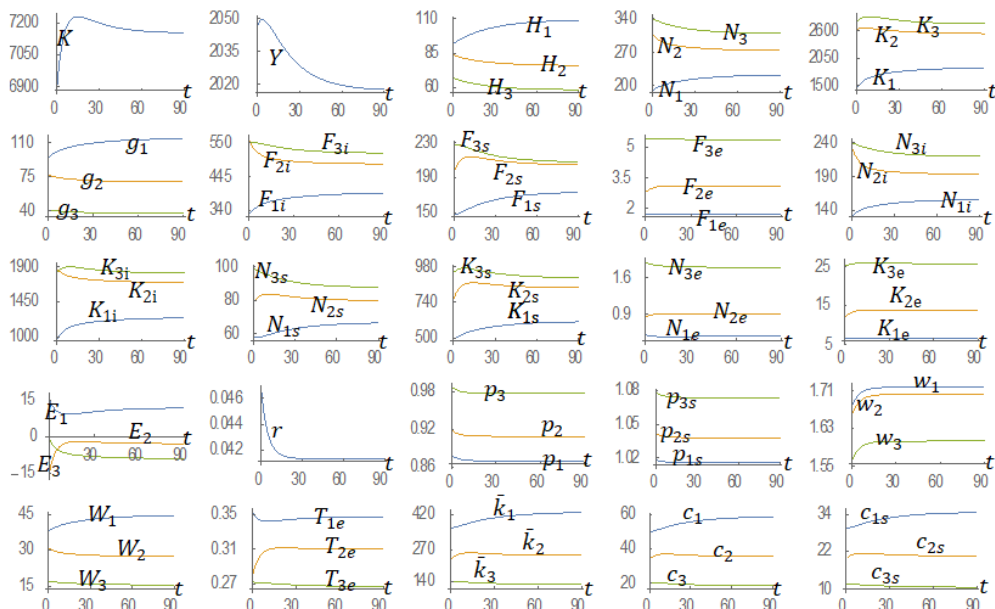 7200 K 7050 6900 0 30 60 90 t
2050 Y 2035 2020 0 30 60 90 t
110 H₁ 85 H₂ 60 H₃ 0 30 60 90 t
340 N₃ 270 N₂ 200 N₁ 0 30 60 90 t
2600 K₃ K₂ 2050 K₁ 1500 0 30 60 90 t
110 g₁ 75 g₂ 40 g₃ 0 30 60 90 t
550 F₃ᵢ F₂ᵢ 445 F₁ᵢ 340 0 30 60 90 t
230 F₃ₛ F₂ₛ 190 F₁ₛ 150 0 30 60 90 t
5 F₃ₑ 3.5 F₂ₑ 2 F₁ₑ 0 30 60 90 t
240 N₃ᵢ N₂ᵢ 190 N₁ᵢ 140 0 30 60 90 t
1900 K₃ᵢ K₂ᵢ 1450 K₁ᵢ 1000 0 30 60 90 t
100 N₃ₛ 80 N₂ₛ N₁ₛ 60 0 30 60 90 t
980 K₃ₛ K₂ₛ 740 K₁ₛ 500 0 30 60 90 t
1.6 N₃ₑ 0.9 N₂ₑ N₁ₑ 0 30 60 90 t
25 K₃ₑ 15 K₂ₑ K₁ₑ 5 0 30 60 90 t
15 E₁ 0 E₂ E₃ −15 30 60 90 t
0.046 0.044 r 0.042 0 30 60 90 t
0.98 p₃ 0.92 p₂ 0.86 p₁ 0 30 60 90 t
1.08 p₃ₛ 1.05 p₂ₛ 1.02 p₁ₛ 0 30 60 90 t
1.71 w₁ w₂ 1.63 w₃ 1.56 0 30 60 90 t
45 W₁ 30 W₂ 15 W₃ 0 30 60 90 t
0.35 T₁ₑ 0.31 T₂ₑ 0.27 T₃ₑ 0 30 60 90 t
420 k̄₁ 270 k̄₂ 140 k̄₃ 0 30 60 90 t
60 c₁ 40 c₂ 20 c₃ 0 30 60 90 t
34 c₁ₛ 22 c₂ₛ 10 c₃ₛ 0 30 60 90 t